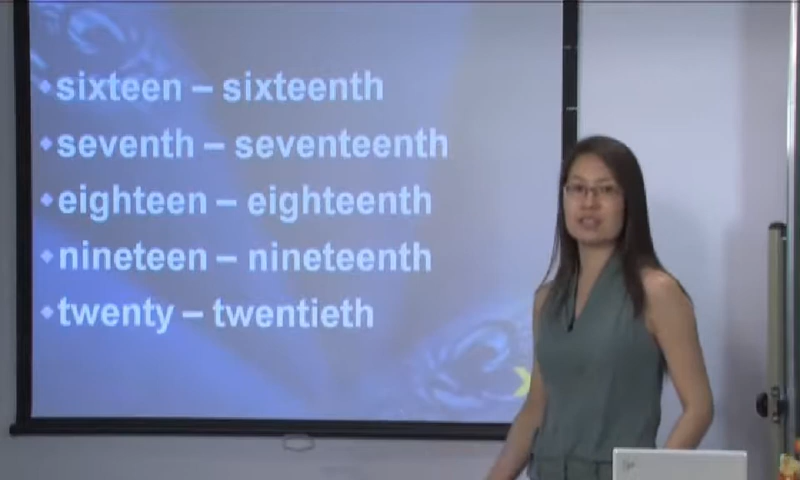 • sixteen – sixteenth
• seventh – seventeenth
• eighteen – eighteenth
• nineteen – nineteenth
• twenty – twentieth